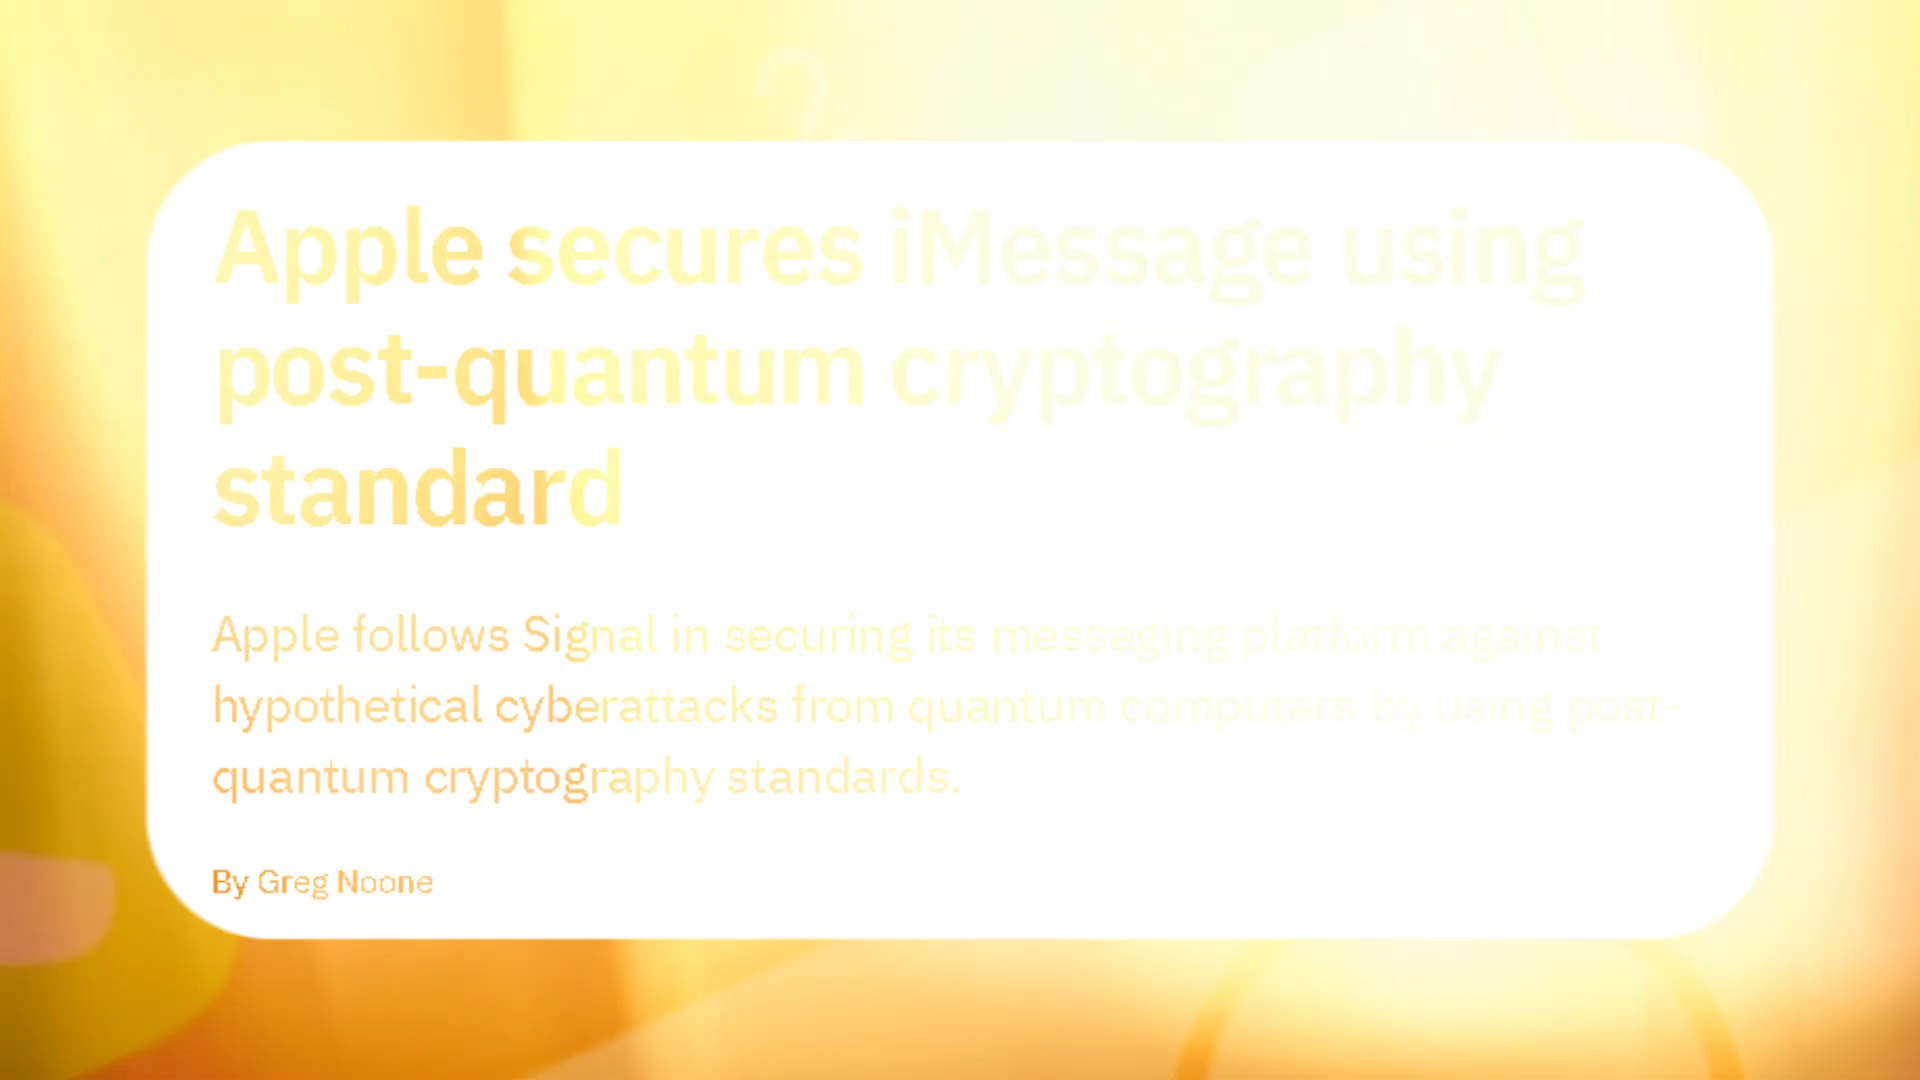 Apple secures iMessage using
post-quantum cryptography
standard
Apple follows Signal in securing its messaging platform against
hypothetical cyberattacks from quantum computers by using post-
quantum cryptography standards.
By Greg Noone